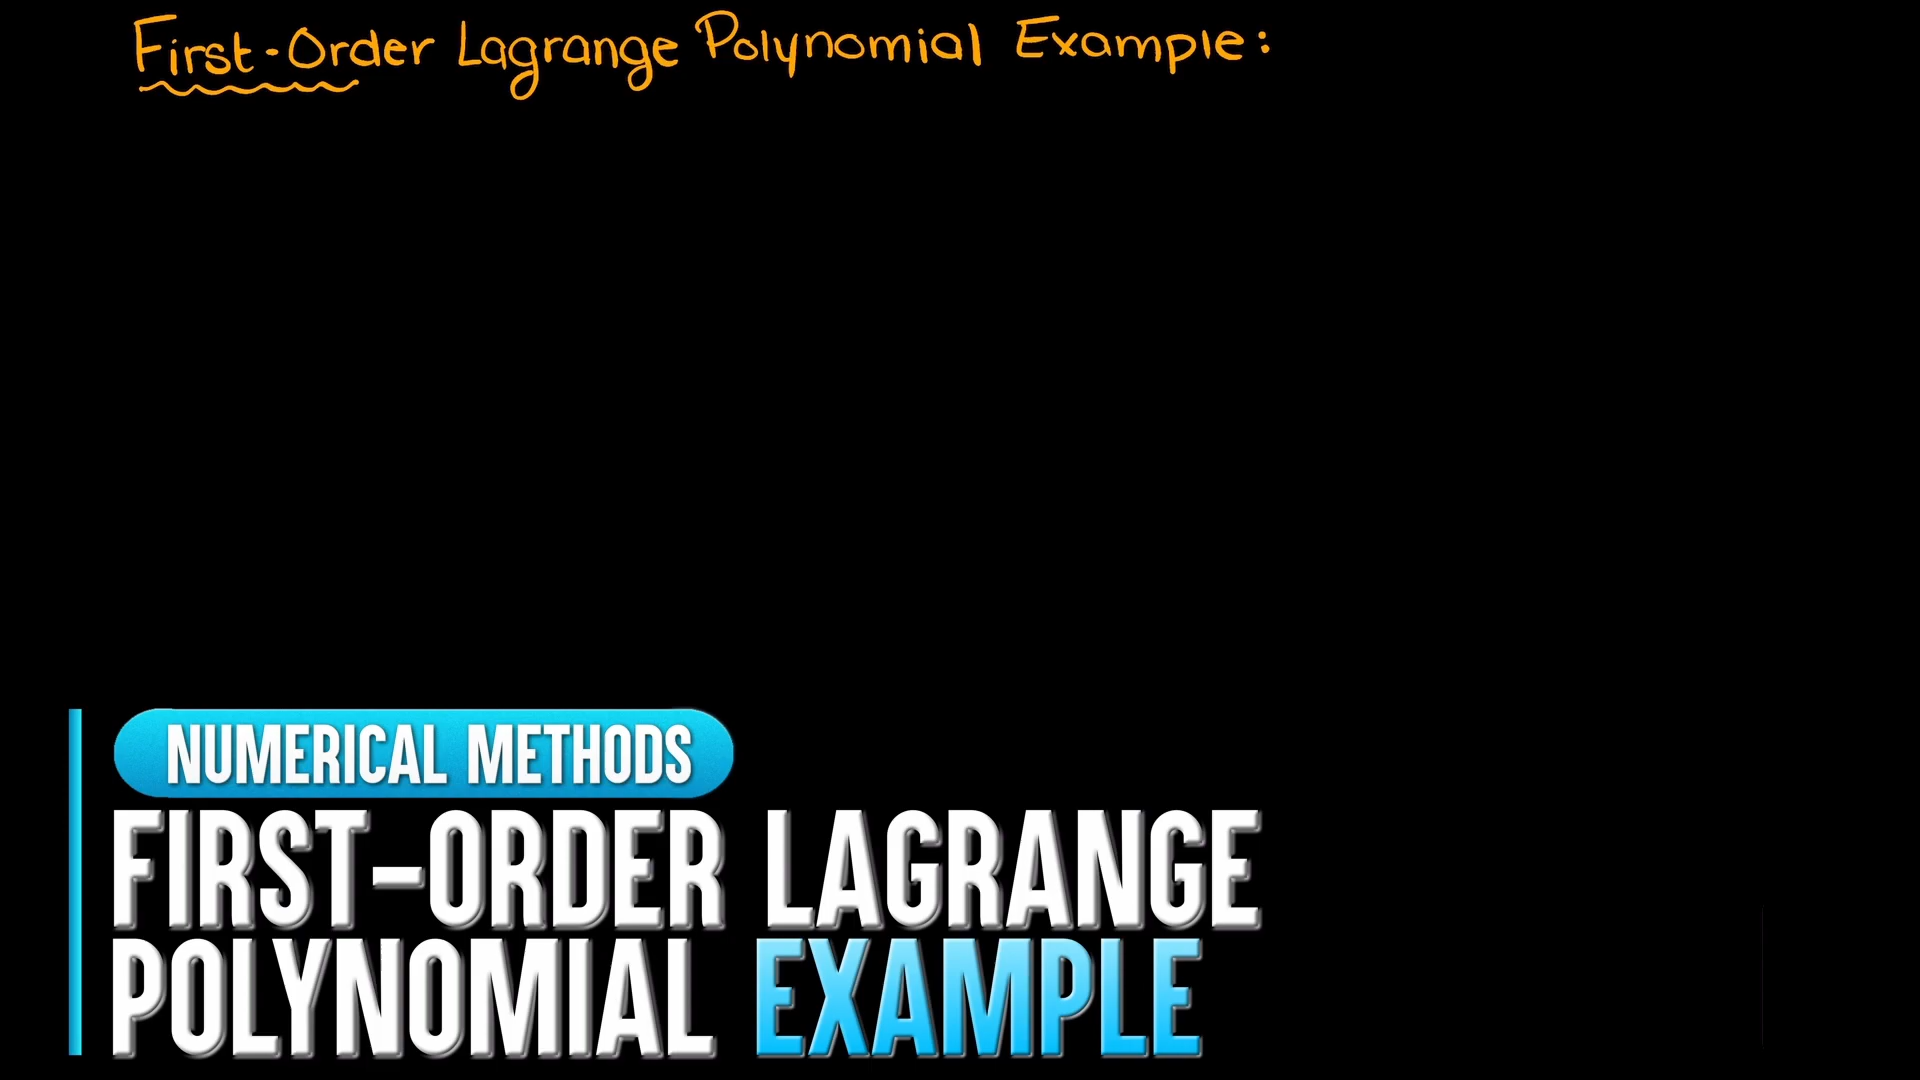 First-Order Lagrange Polynomial Example:
NUMERICAL METHODS
FIRST-ORDER LAGRANGE
POLYNOMIAL EXAMPLE